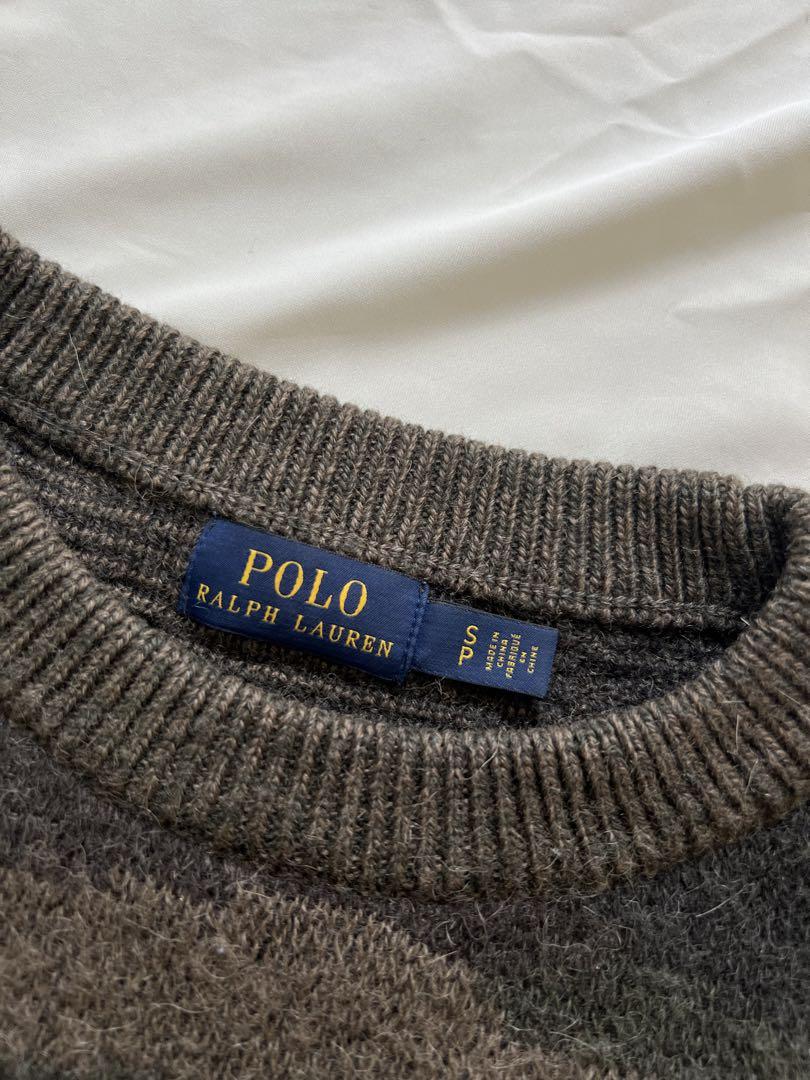 POLO
RALPH LAUREN
S
P
MADE IN
CHINA
FABRIQUÉ
EN
CHINE